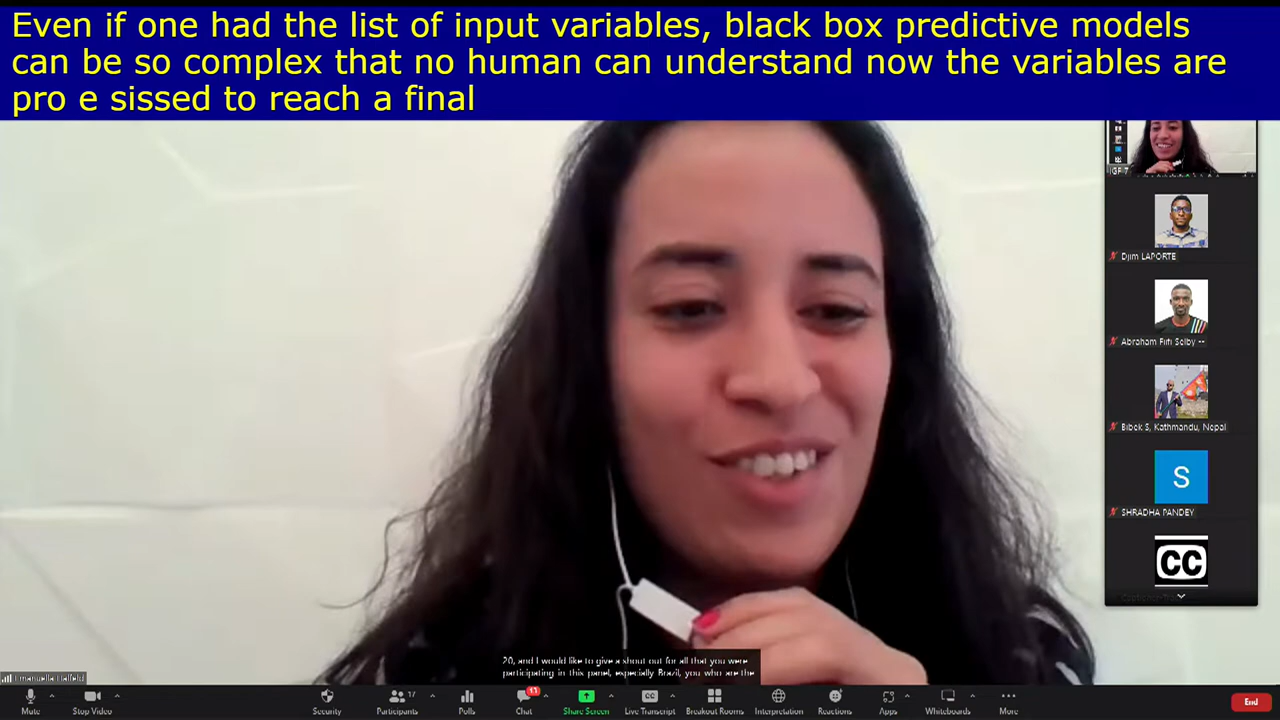 Even if one had the list of input variables, black box predictive models
can be so complex that no human can understand now the variables are
pro e sissed to reach a final
Djim LAPORTE
Abraham Fiifi Selby --
Bibek S, Kathmandu, Nepal
S
SHRADHA PANDEY
CC
20, and I would like to give a shout out for all that you were
participating in this panel, especially Brazil, you who are the
Emanuella Halfeld
Mute
Stop Video
Security
Participants
17
Polls
Chat
11
Share Screen
CC
Live Transcript
Breakout Rooms
Interpretation
Reactions
Apps
Whiteboards
More
End